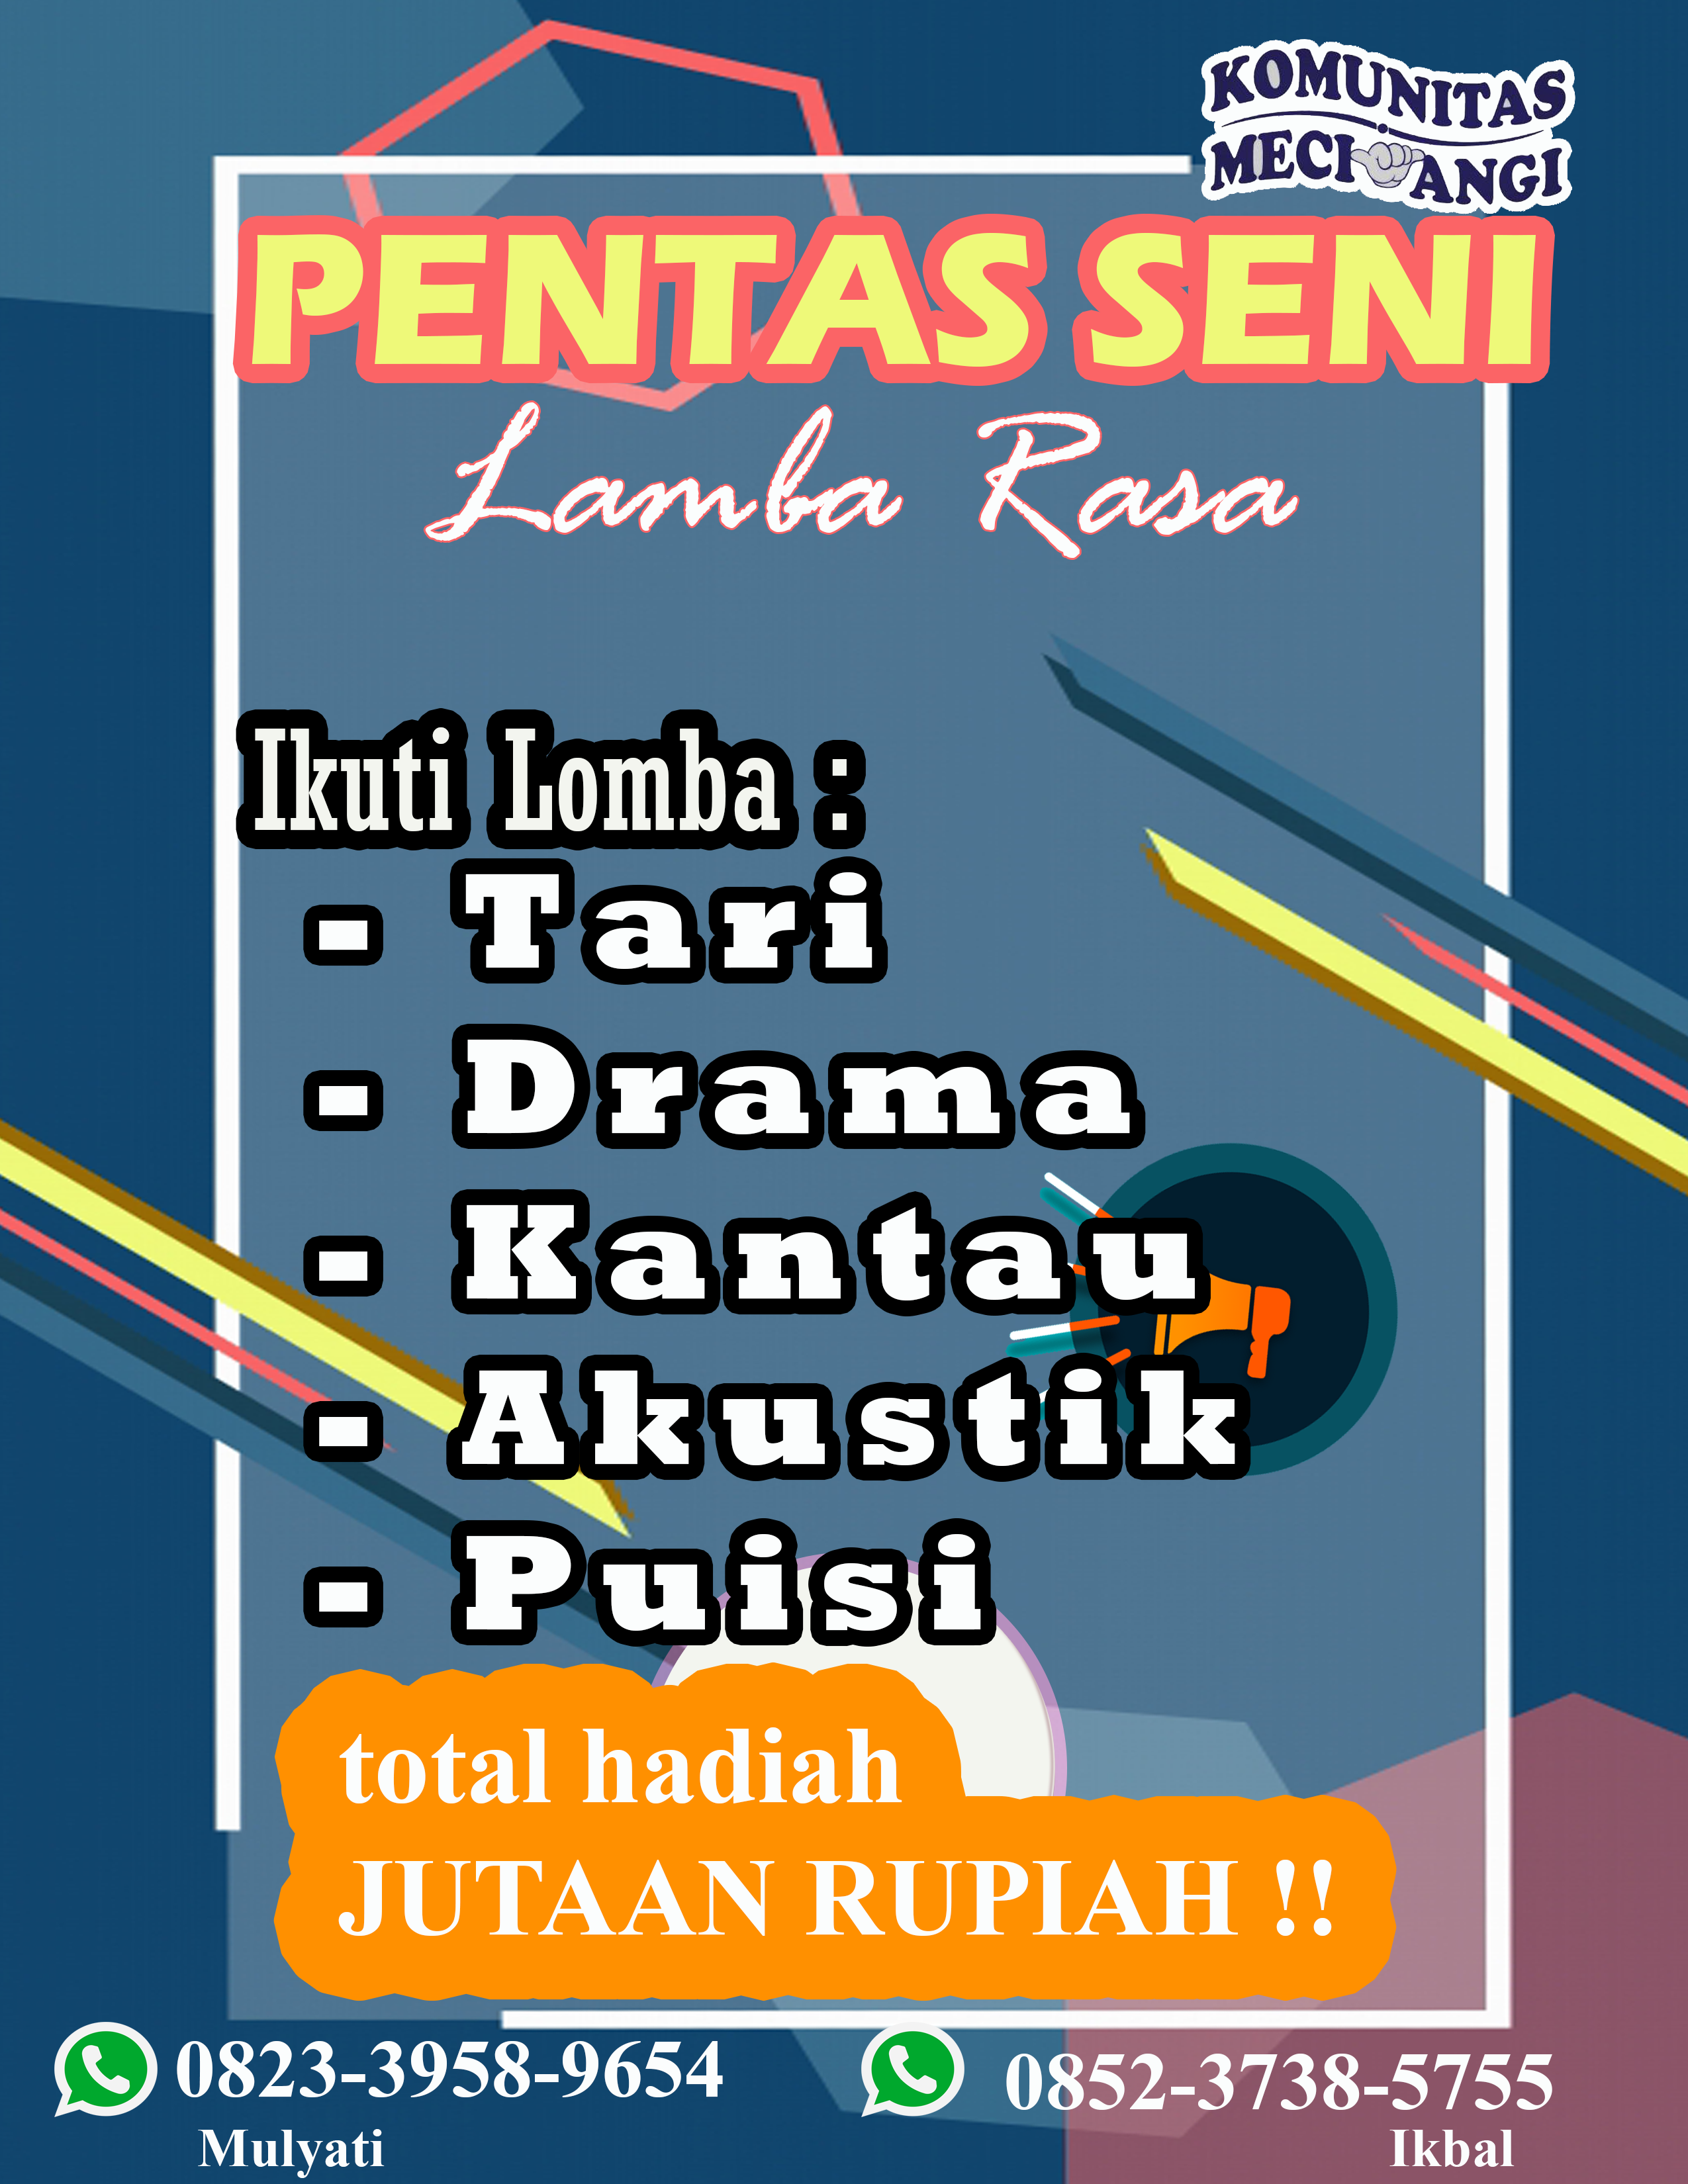 KOMUNITAS
MECI ANGI
PENTAS SENI
Lamba Rasa
Ikuti Lomba :
- Tari
- Drama
- Kantau
- Akustik
- Puisi
total hadiah
JUTAAN RUPIAH !!
0823-3958-9654
Mulyati
0852-3738-5755
Ikbal